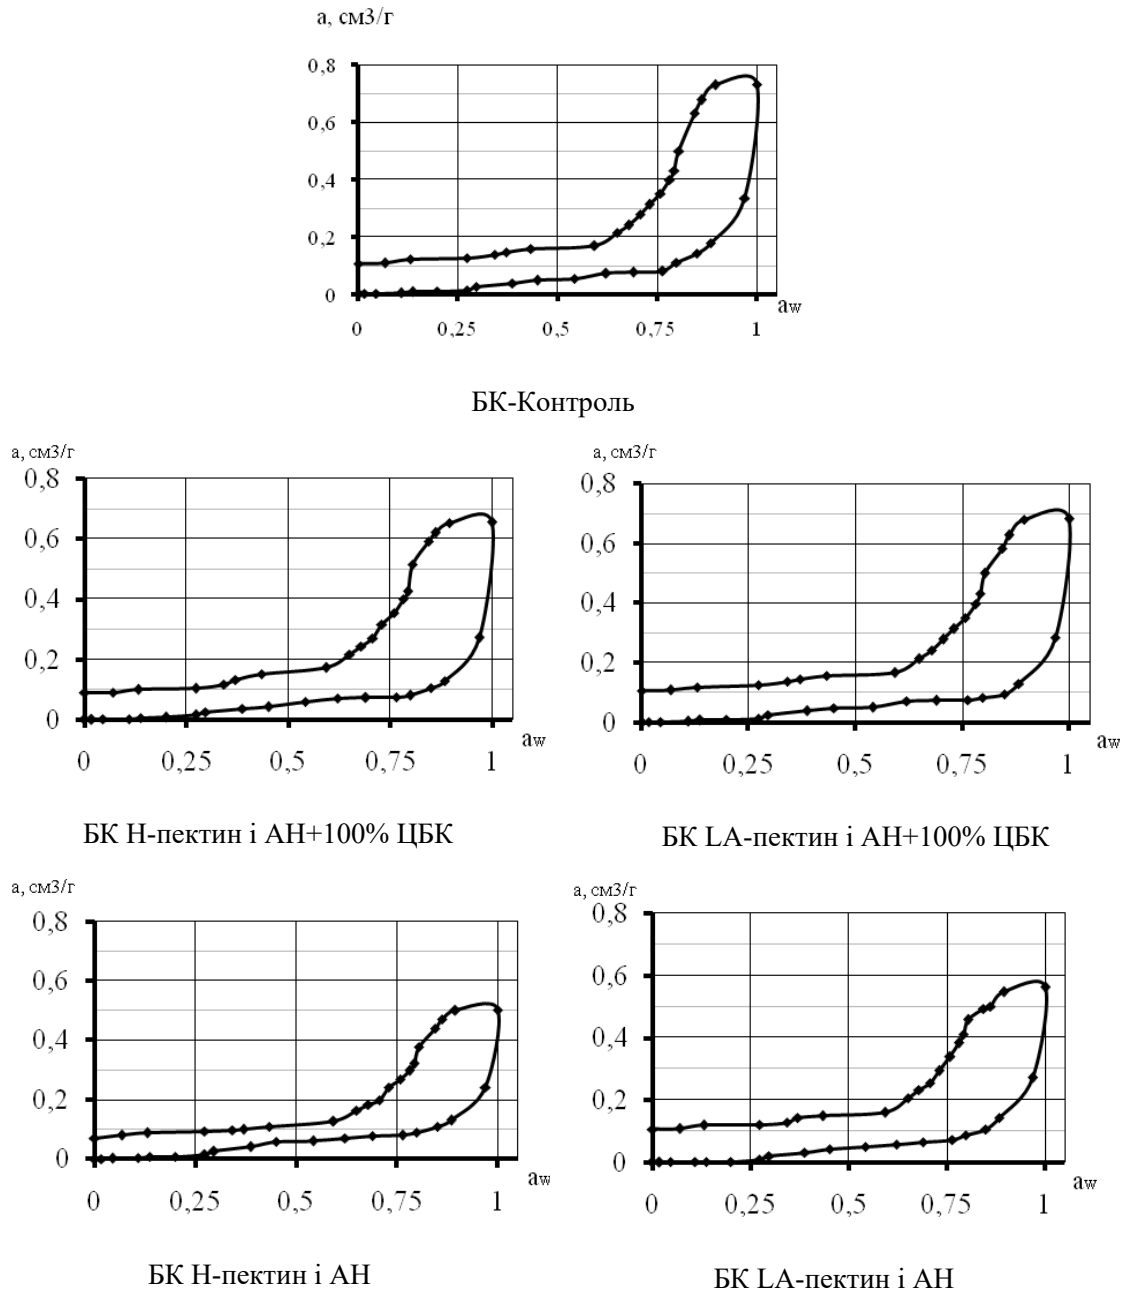 а, см3/г
0,8
0,6
0,4
0,2
0
aw
0 0,25 0,5 0,75 1
БК-Контроль
а, см3/г
0,8
0,6
0,4
0,2
0
aw
0 0,25 0,5 0,75 1
БК Н-пектин і АН+100% ЦБК
а, см3/г
0,8
0,6
0,4
0,2
0
aw
0 0,25 0,5 0,75 1
БК LA-пектин і АН+100% ЦБК
а, см3/г
0,8
0,6
0,4
0,2
0
aw
0 0,25 0,5 0,75 1
БК Н-пектин і АН
а, см3/г
0,8
0,6
0,4
0,2
0
aw
0 0,25 0,5 0,75 1
БК LA-пектин і АН